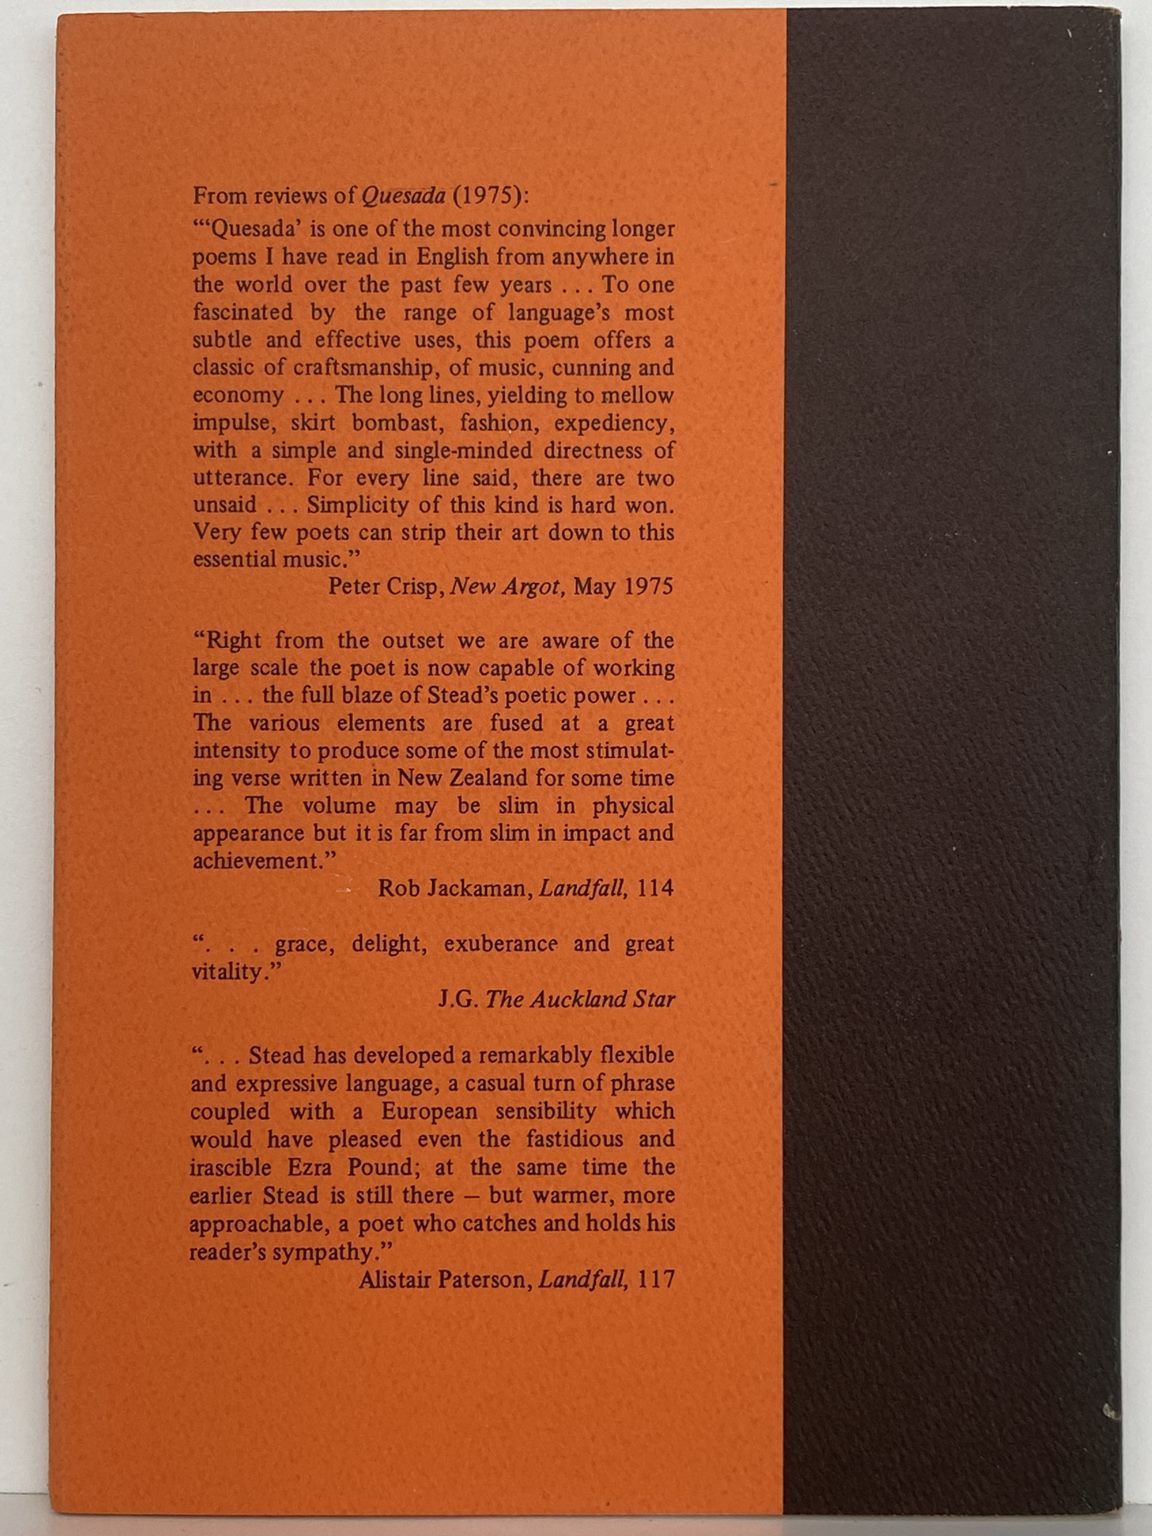 From reviews of Quesada (1975):
“‘Quesada’ is one of the most convincing longer
poems I have read in English from anywhere in
the world over the past few years . . . To one
fascinated by the range of language’s most
subtle and effective uses, this poem offers a
classic of craftsmanship, of music, cunning and
economy . . . The long lines, yielding to mellow
impulse, skirt bombast, fashion, expediency,
with a simple and single-minded directness of
utterance. For every line said, there are two
unsaid . . . Simplicity of this kind is hard won.
Very few poets can strip their art down to this
essential music.”
Peter Crisp, New Argot, May 1975
“Right from the outset we are aware of the
large scale the poet is now capable of working
in . . . the full blaze of Stead’s poetic power . . .
The various elements are fused at a great
intensity to produce some of the most stimulat-
ing verse written in New Zealand for some time
. . . The volume may be slim in physical
appearance but it is far from slim in impact and
achievement.”
Rob Jackaman, Landfall, 114
“. . . grace, delight, exuberance and great
vitality.”
J.G. The Auckland Star
“. . . Stead has developed a remarkably flexible
and expressive language, a casual turn of phrase
coupled with a European sensibility which
would have pleased even the fastidious and
irascible Ezra Pound; at the same time the
earlier Stead is still there – but warmer, more
approachable, a poet who catches and holds his
reader’s sympathy.”
Alistair Paterson, Landfall, 117